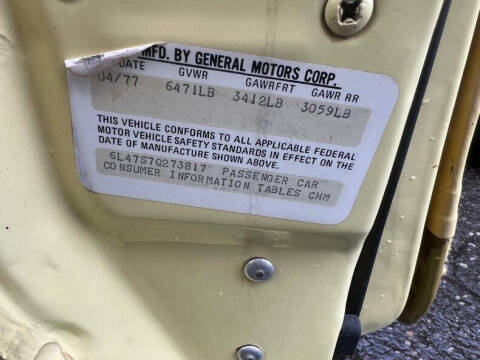 MFD. BY GENERAL MOTORS CORP.
DATE GVWR GAWRFRT GAWR RR
04/77 6471LB 3412LB 3059LB
THIS VEHICLE CONFORMS TO ALL APPLICABLE FEDERAL
MOTOR VEHICLE SAFETY STANDARDS IN EFFECT ON THE
DATE OF MANUFACTURE SHOWN ABOVE.
6L47S7Q273817 PASSENGER CAR
CONSUMER INFORMATION TABLES CHM